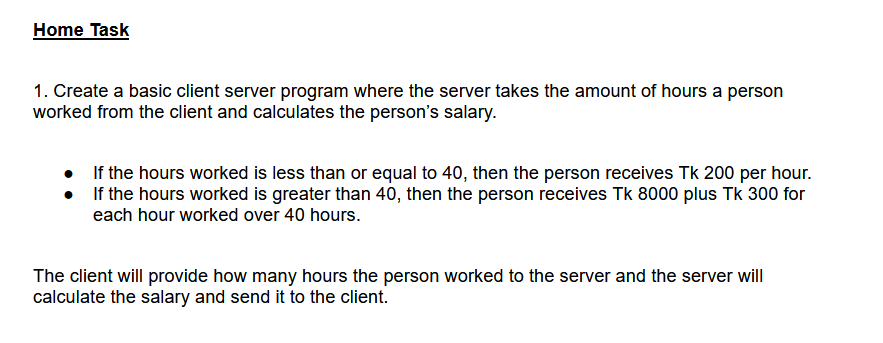 Home Task
1. Create a basic client server program where the server takes the amount of hours a person
worked from the client and calculates the person’s salary.
● If the hours worked is less than or equal to 40, then the person receives Tk 200 per hour.
● If the hours worked is greater than 40, then the person receives Tk 8000 plus Tk 300 for
each hour worked over 40 hours.
The client will provide how many hours the person worked to the server and the server will
calculate the salary and send it to the client.